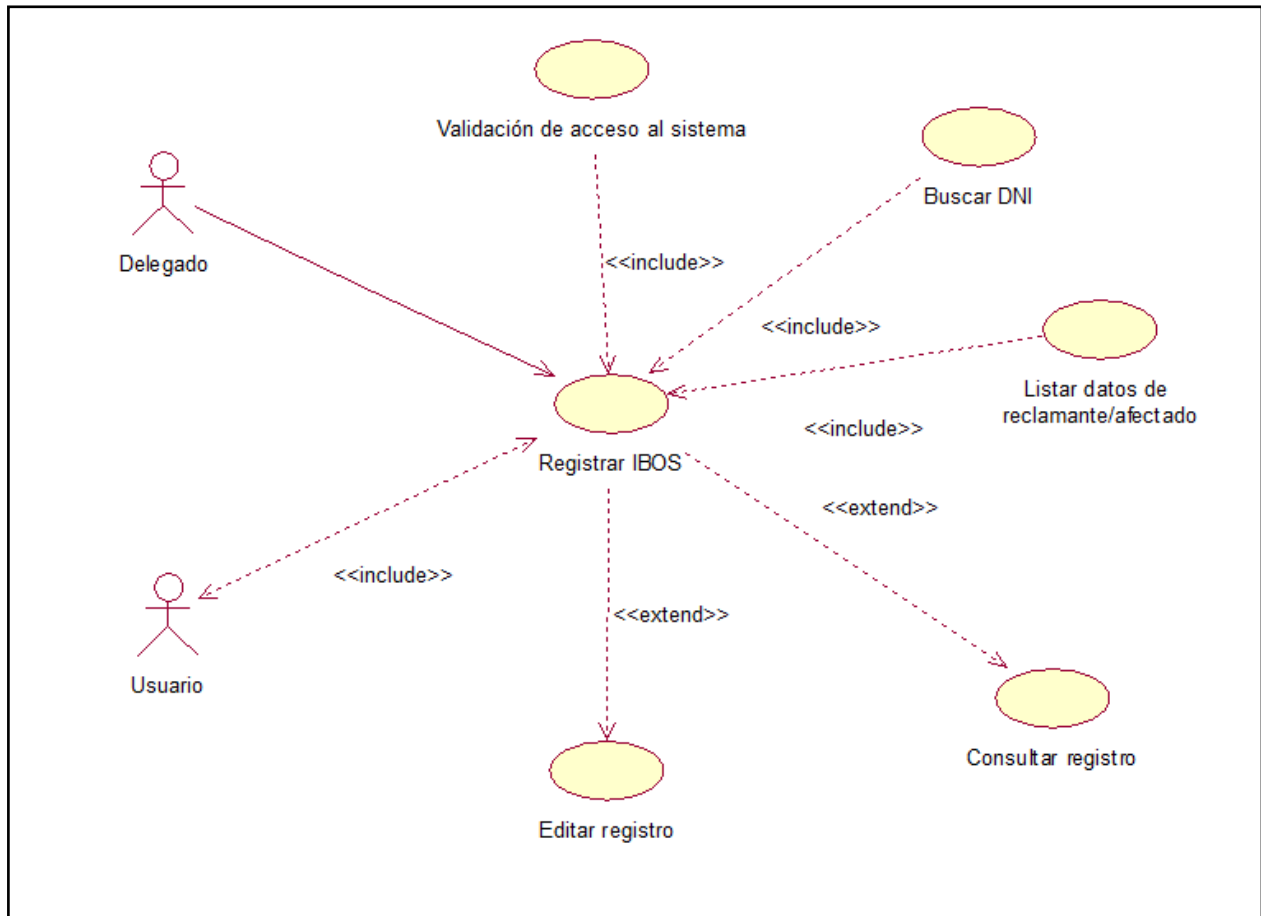 Validación de acceso al sistema
Buscar DNI
Delegado
<<include>>
<<include>>
Listar datos de
reclamante/afectado
<<include>>
Registrar IBOS
<<extend>>
<<include>>
<<extend>>
Usuario
Consultar registro
Editar registro